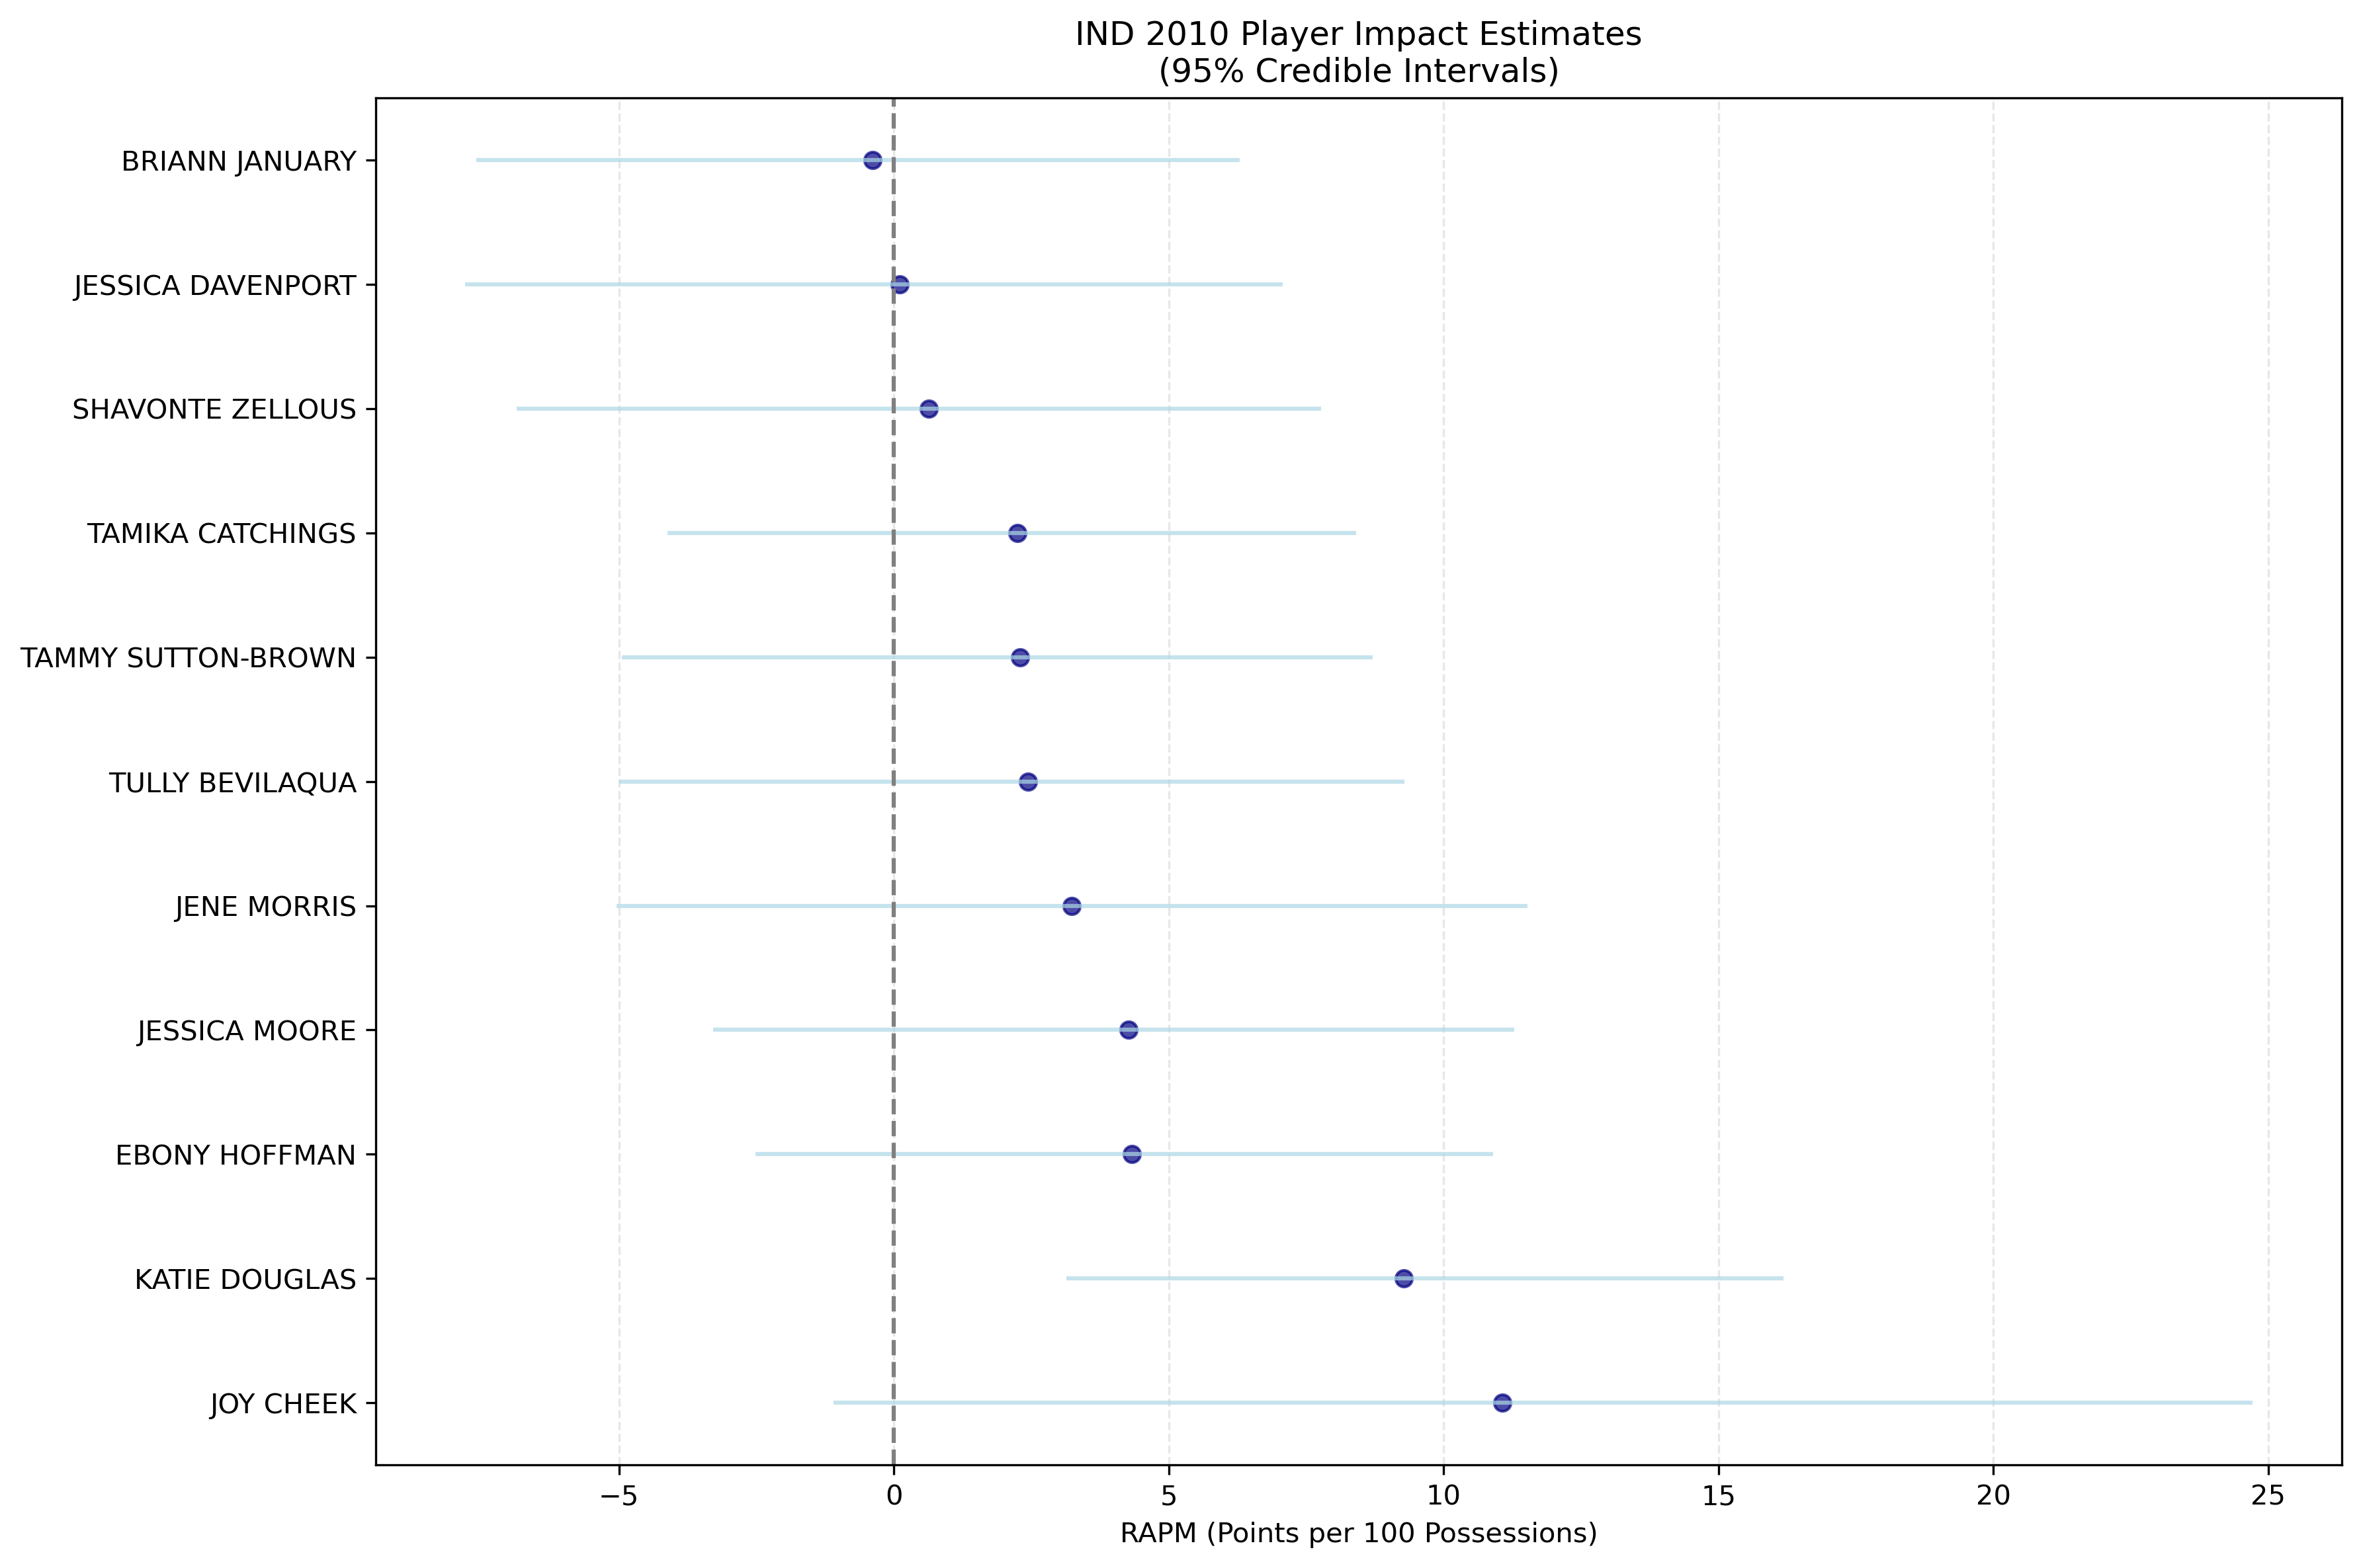 IND 2010 Player Impact Estimates
(95% Credible Intervals)
BRIANN JANUARY
JESSICA DAVENPORT
SHAVONTE ZELLOUS
TAMIKA CATCHINGS
TAMMY SUTTON-BROWN
TULLY BEVILAQUA
JENE MORRIS
JESSICA MOORE
EBONY HOFFMAN
KATIE DOUGLAS
JOY CHEEK
−5 0 5 10 15 20 25
RAPM (Points per 100 Possessions)